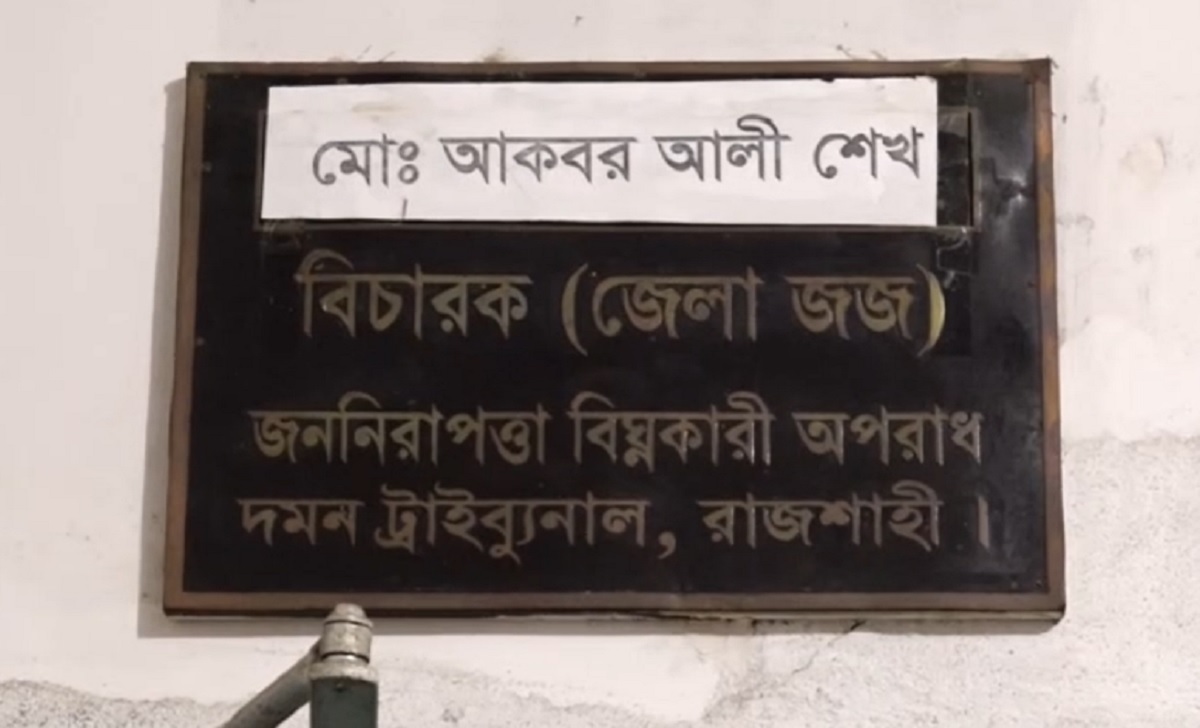 মোঃ আকবর আলী শেখ
বিচারক (জেলা জজ)
জননিরাপত্তা বিঘ্নকারী অপরাধ
দমন ট্রাইব্যুনাল, রাজশাহী ।